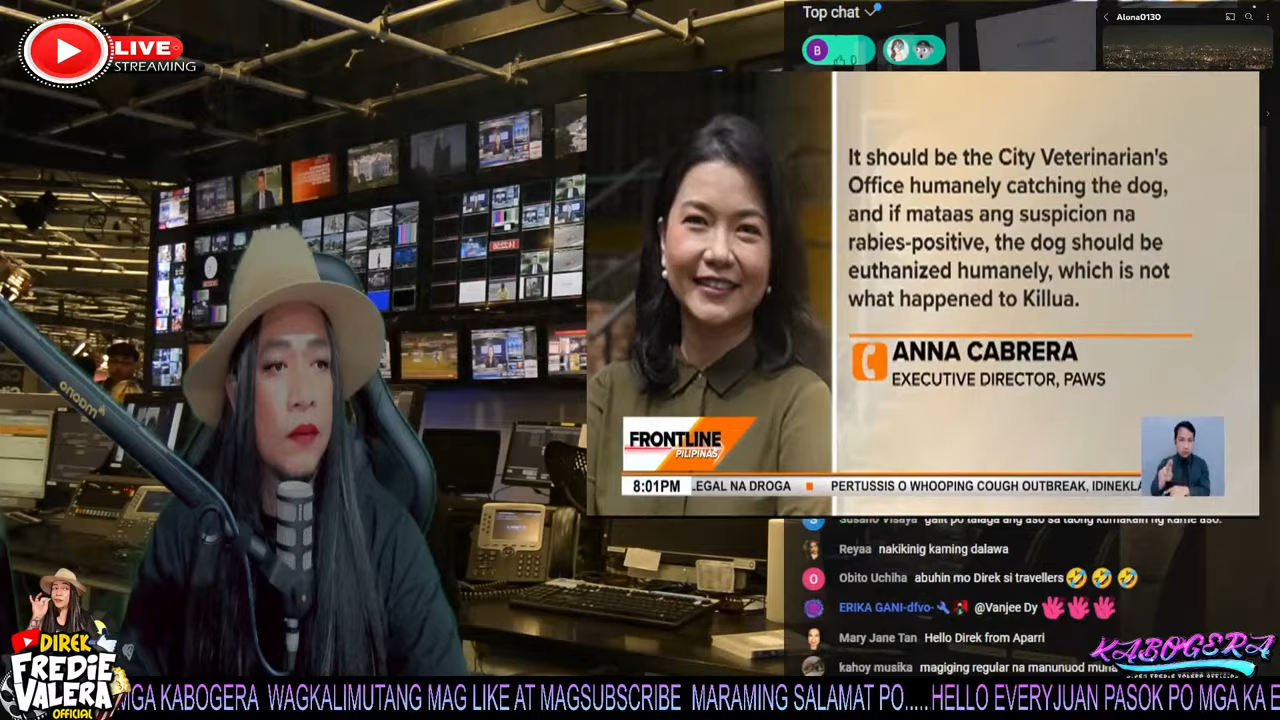 LIVE
STREAMING
Top chat
Alona0130
B
It should be the City Veterinarian's
Office humanely catching the dog,
and if mataas ang suspicion na
rabies-positive, the dog should be
euthanized humanely, which is not
what happened to Killua.
ANNA CABRERA
EXECUTIVE DIRECTOR, PAWS
FRONTLINE
PILIPINAS
8:01PM
LEGAL NA DROGA ■ PERTUSSIS O WHOOPING COUGH OUTBREAK, IDINEKLA
Susano Visaya galit po talaga ang aso sa taong kumakain ng karne aso.
Reyaa nakikinig kaming dalawa
Obito Uchiha abuhin mo Direk si travellers 🤣🤣🤣
ERIKA GANI-dfvo- @Vanjee Dy
Mary Jane Tan Hello Direk from Aparri
kahoy musika magiging regular na manunuod
maono
DIREK
FREDIE
VALERA
OFFICIAL
KABOGERA
MGA KABOGERA WAGKALIMUTANG MAG LIKE AT MAGSUBSCRIBE MARAMING SALAMAT PO.....HELLO EVERYJUAN PASOK PO MGA KA